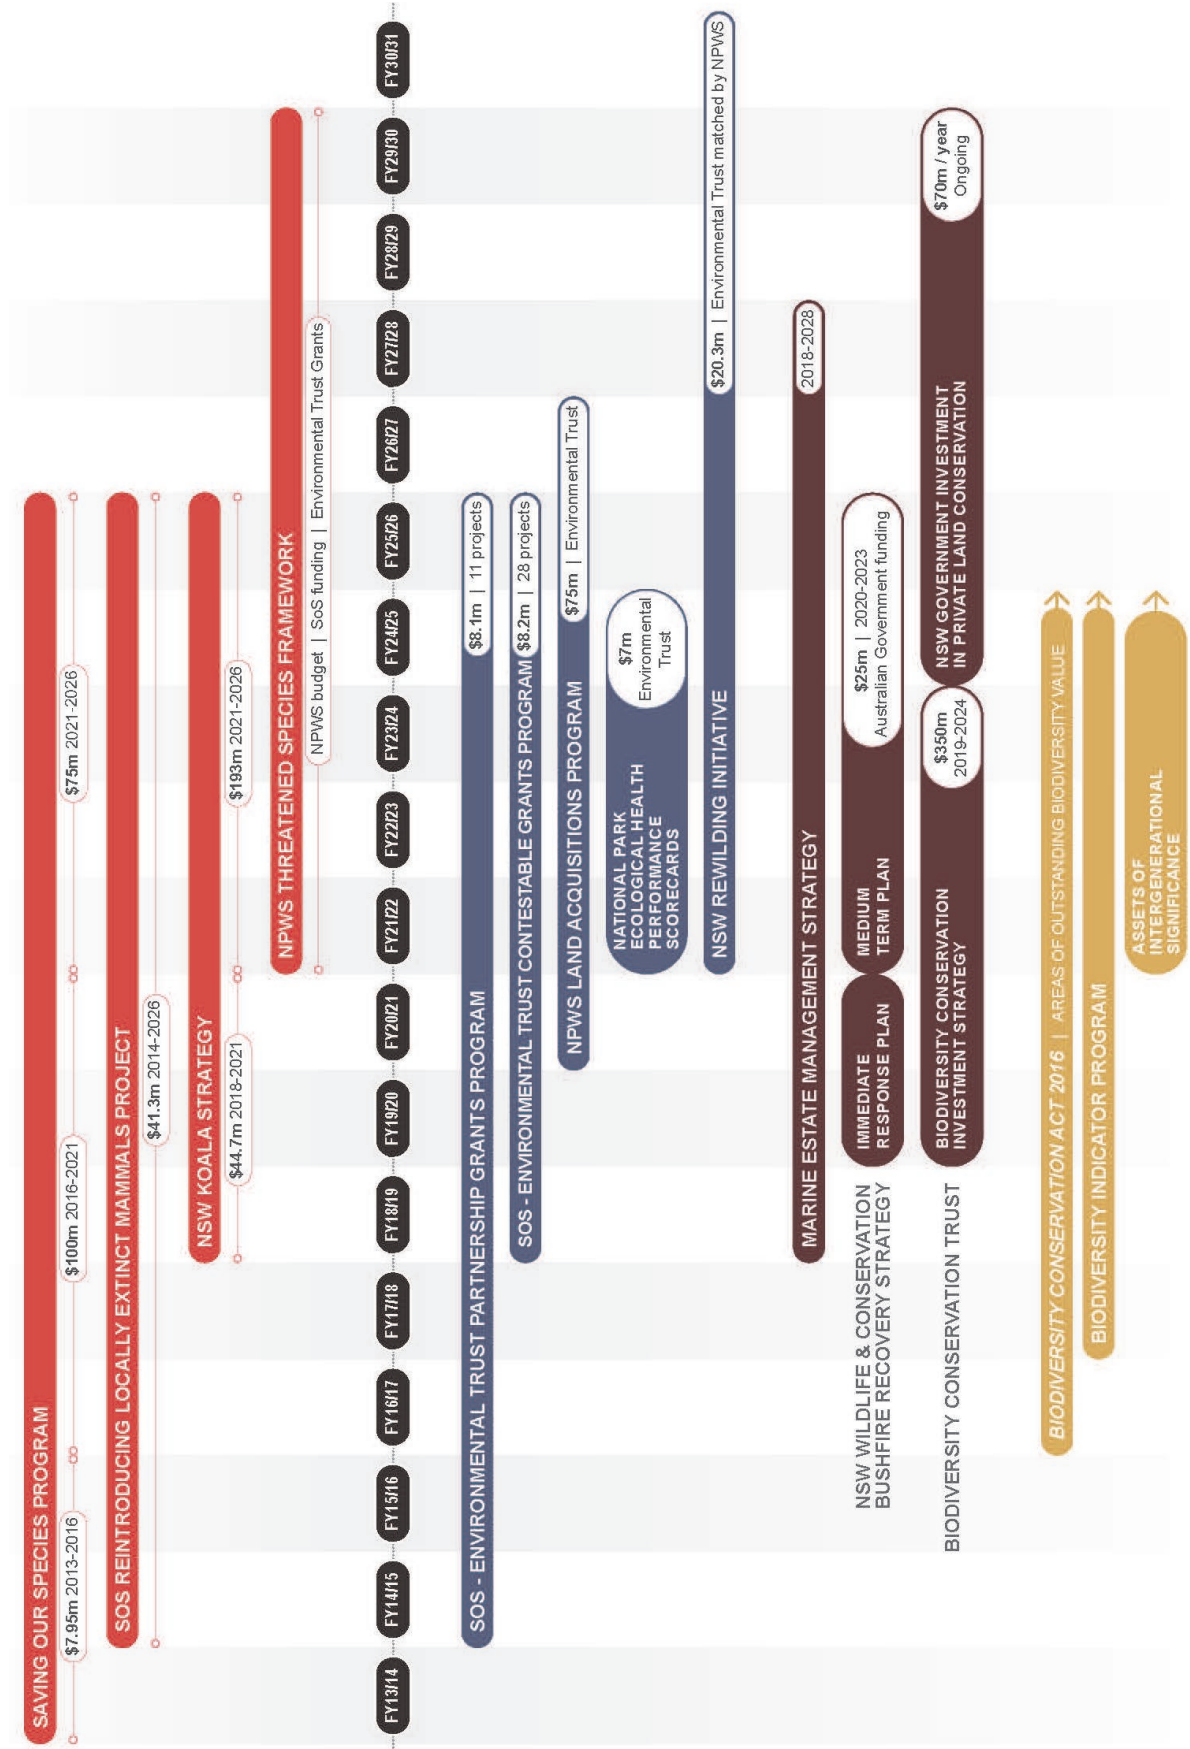 SAVING OUR SPECIES PROGRAM
$7.95m 2013-2016
$100m 2016-2021
$75m 2021-2026
SOS REINTRODUCING LOCALLY EXTINCT MAMMALS PROJECT
$41.3m 2014-2026
NSW KOALA STRATEGY
$44.7m 2018-2021
$193m 2021-2026
NPWS THREATENED SPECIES FRAMEWORK
NPWS budget | SoS funding | Environmental Trust Grants
FY13/14
FY14/15
FY15/16
FY16/17
FY17/18
FY18/19
FY19/20
FY20/21
FY21/22
FY22/23
FY23/24
FY24/25
FY25/26
FY26/27
FY27/28
FY28/29
FY29/30
FY30/31
SOS - ENVIRONMENTAL TRUST PARTNERSHIP GRANTS PROGRAM
$8.1m | 11 projects
SOS - ENVIRONMENTAL TRUST CONTESTABLE GRANTS PROGRAM
$8.2m | 28 projects
NPWS LAND ACQUISITIONS PROGRAM
$75m | Environmental Trust
NATIONAL PARK
ECOLOGICAL HEALTH
PERFORMANCE
SCORECARDS
$7m
Environmental
Trust
NSW REWILDING INITIATIVE
$20.3m | Environmental Trust matched by NPWS
MARINE ESTATE MANAGEMENT STRATEGY
2018-2028
NSW WILDLIFE & CONSERVATION
BUSHFIRE RECOVERY STRATEGY
IMMEDIATE
RESPONSE PLAN
MEDIUM
TERM PLAN
$25m | 2020-2023
Australian Government funding
BIODIVERSITY CONSERVATION TRUST
BIODIVERSITY CONSERVATION
INVESTMENT STRATEGY
$350m
2019-2024
NSW GOVERNMENT INVESTMENT
IN PRIVATE LAND CONSERVATION
$70m / year
Ongoing
BIODIVERSITY CONSERVATION ACT 2016 | AREAS OF OUTSTANDING BIODIVERSITY VALUE
BIODIVERSITY INDICATOR PROGRAM
ASSETS OF
INTERGENERATIONAL
SIGNIFICANCE